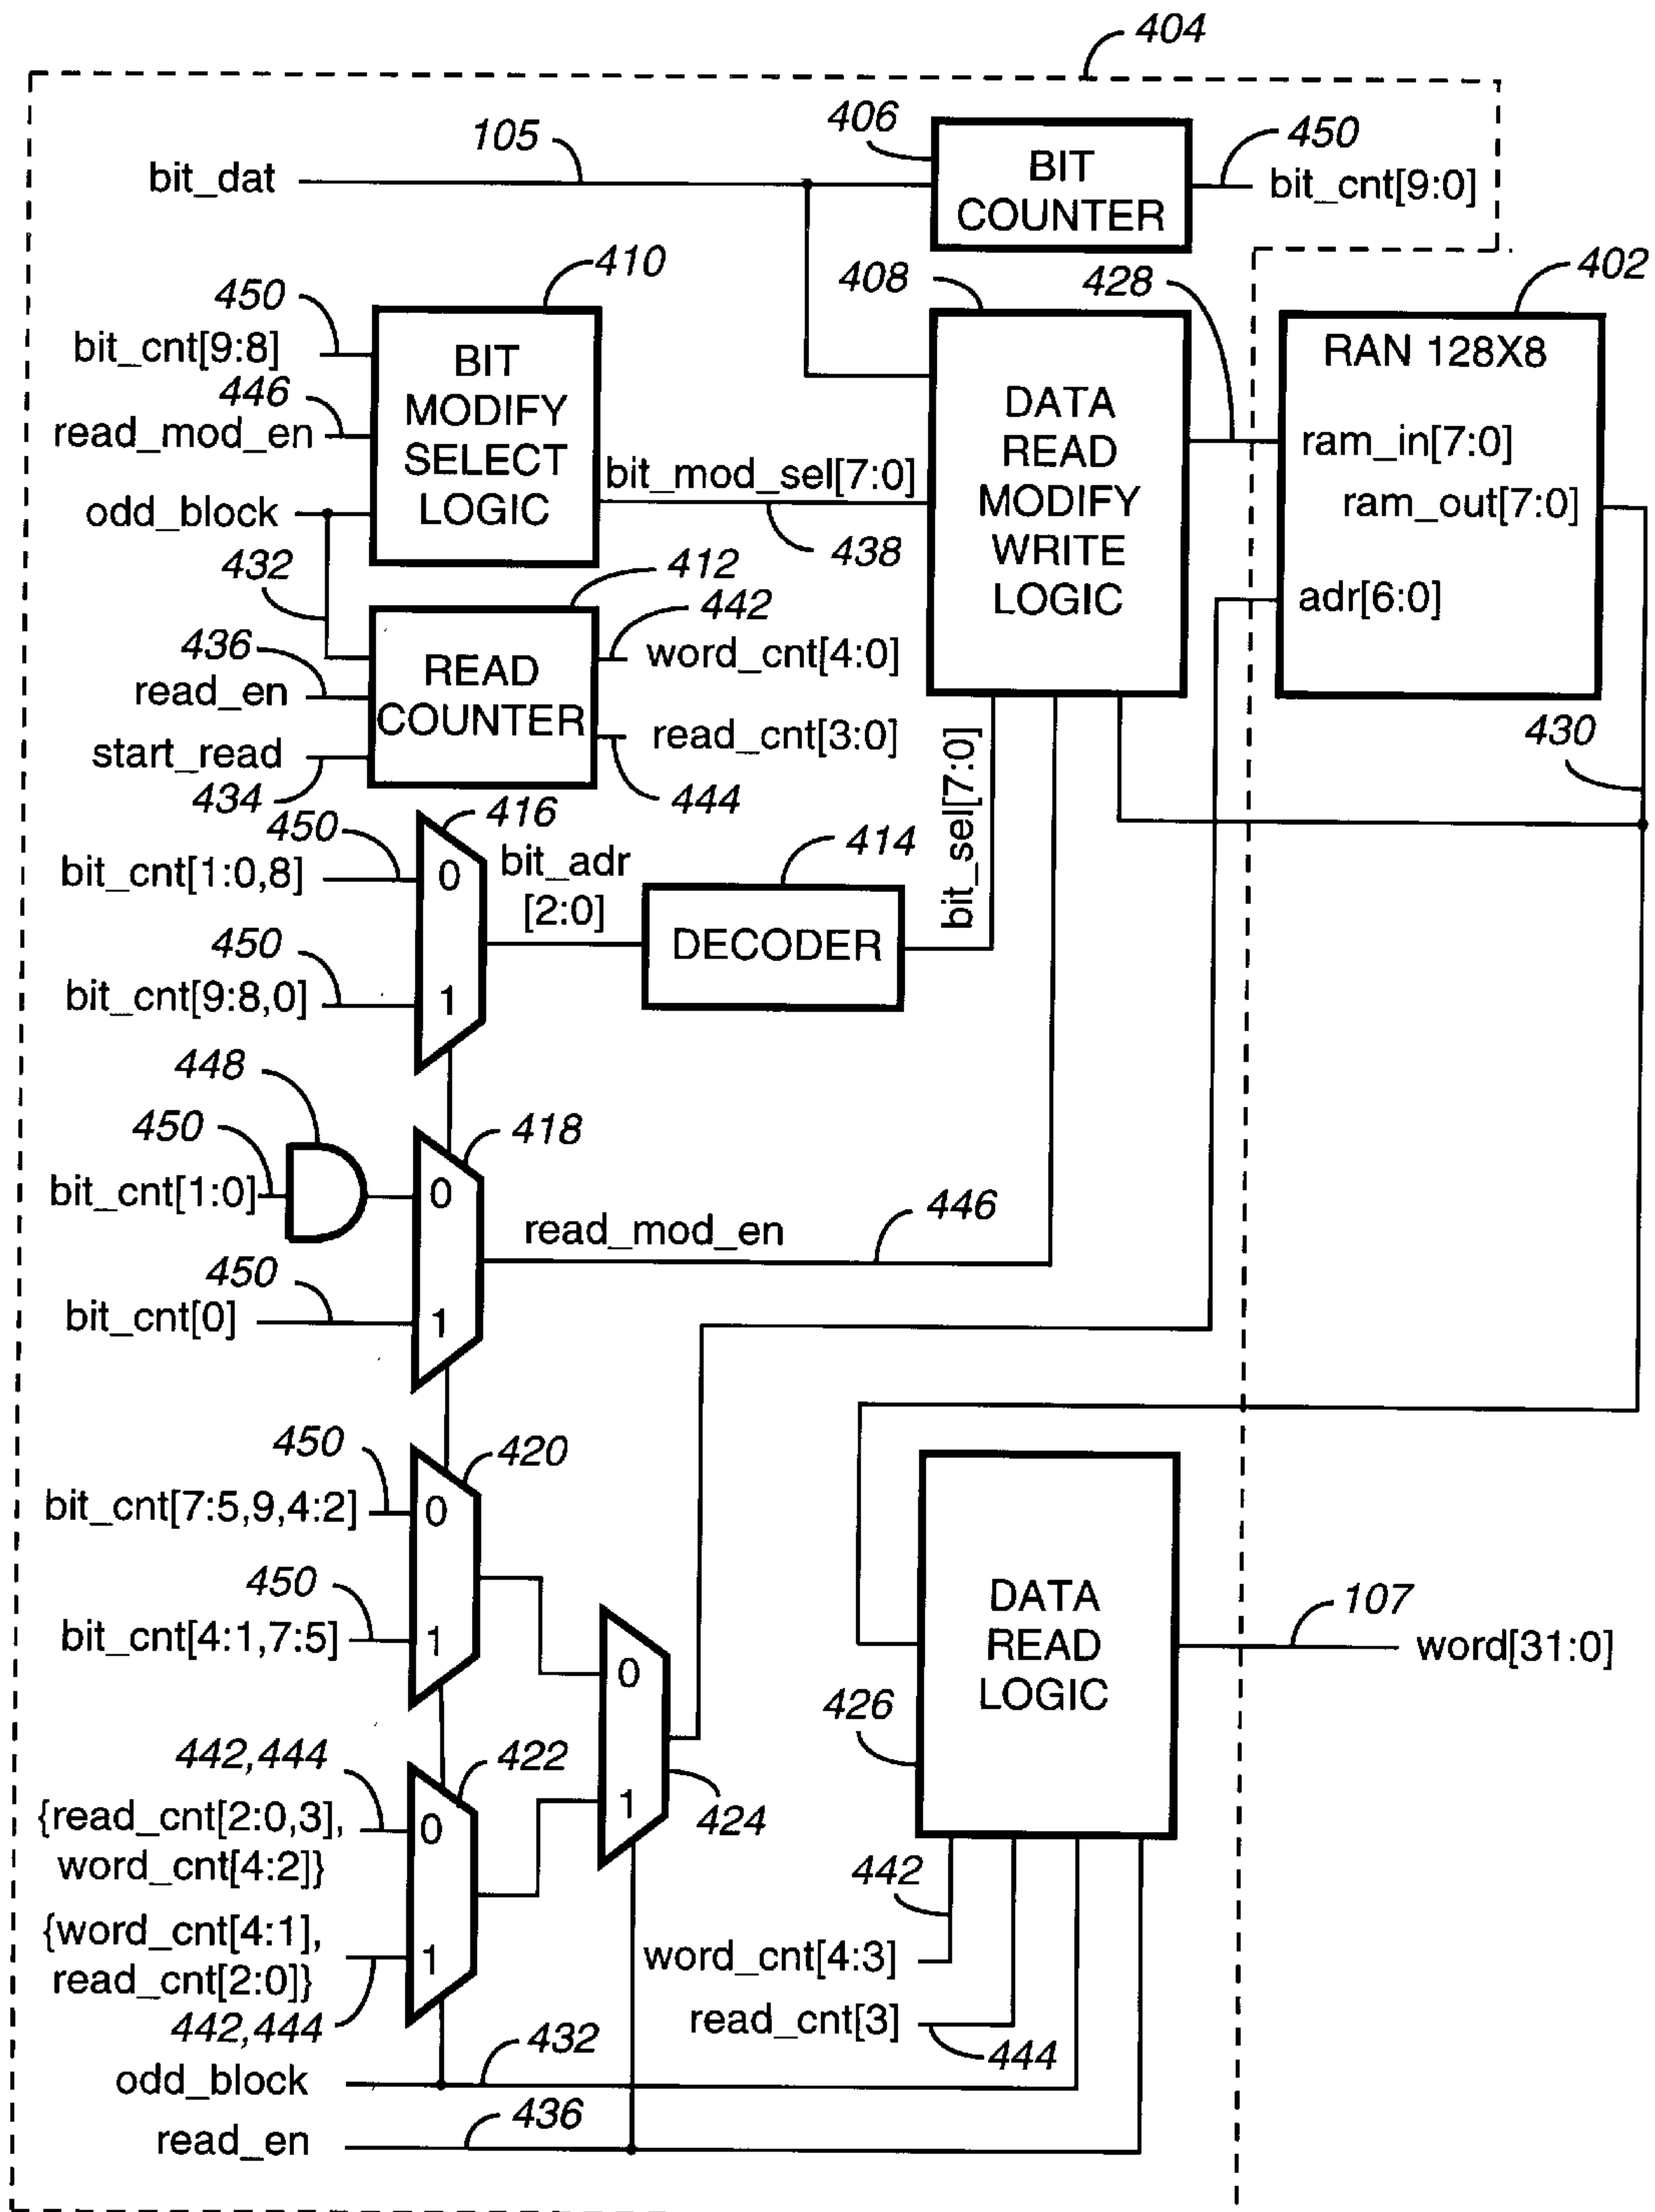 404
105
406
450
bit_dat
BIT
COUNTER
bit_cnt[9:0]
410
408
428
402
450
bit_cnt[9:8]
446
read_mod_en
odd_block
432
BIT
MODIFY
SELECT
LOGIC
bit_mod_sel[7:0]
438
DATA
READ
MODIFY
WRITE
LOGIC
RAN 128X8
ram_in[7:0]
ram_out[7:0]
adr[6:0]
412
442
436
read_en
start_read
434
READ
COUNTER
word_cnt[4:0]
read_cnt[3:0]
444
430
bit_sel[7:0]
416
450
bit_cnt[1:0,8]
0
bit_adr
[2:0]
414
DECODER
450
bit_cnt[9:8,0]
1
448
450
bit_cnt[1:0]
418
0
read_mod_en
446
450
bit_cnt[0]
1
450
420
bit_cnt[7:5,9,4:2]
0
450
bit_cnt[4:1,7:5]
1
0
1
424
DATA
READ
LOGIC
426
107
word[31:0]
442,444
422
{read_cnt[2:0,3],
word_cnt[4:2]}
0
{word_cnt[4:1],
read_cnt[2:0]}
1
442,444
442
word_cnt[4:3]
read_cnt[3]
444
432
odd_block
436
read_en